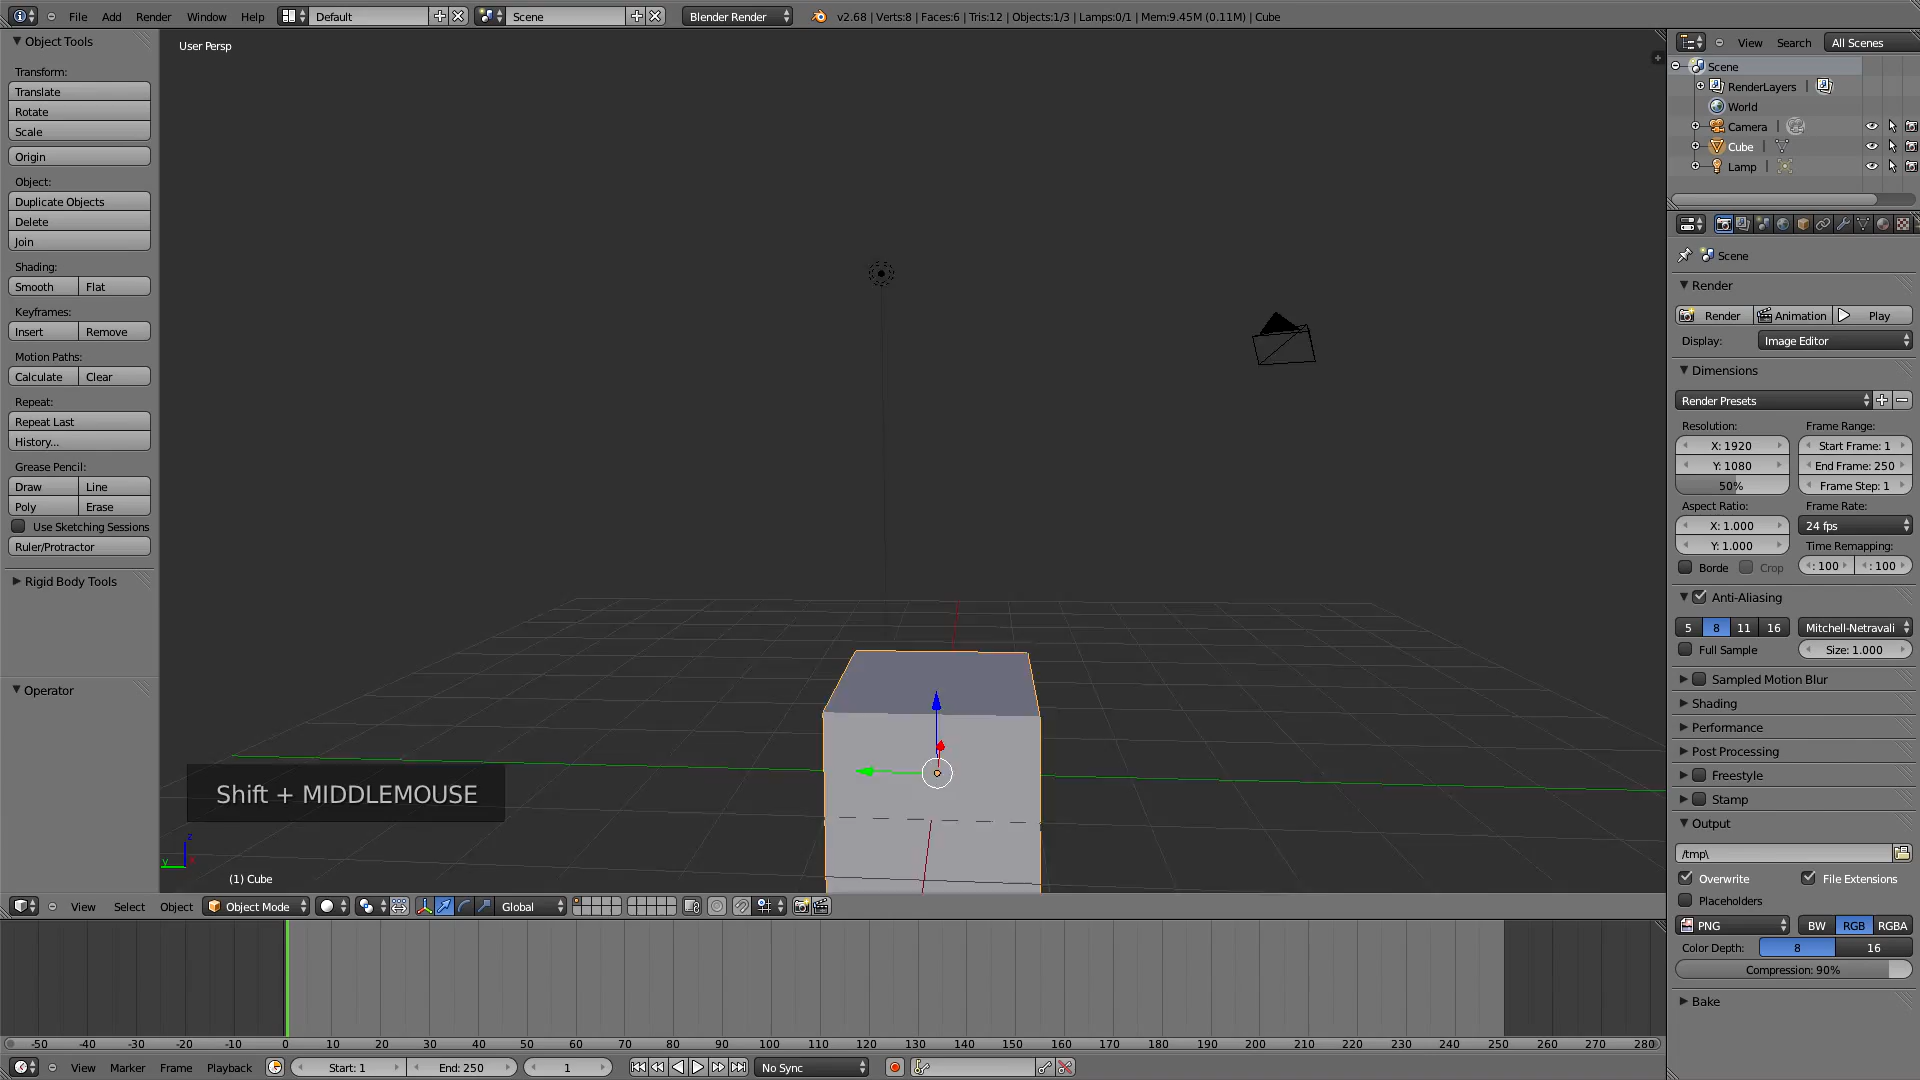 File Add Render Window Help Default Scene Blender Render v2.68 | Verts:8 | Faces:6 | Tris:12 | Objects:1/3 | Lamps:0/1 | Mem:9.45M (0.11M) | Cube
Object Tools
Transform:
Translate
Rotate
Scale
Origin
Object:
Duplicate Objects
Delete
Join
Shading:
Smooth Flat
Keyframes:
Insert Remove
Motion Paths:
Calculate Clear
Repeat:
Repeat Last
History...
Grease Pencil:
Draw Line
Poly Erase
Use Sketching Sessions
Ruler/Protractor
Rigid Body Tools
Operator
User Persp
Shift + MIDDLEMOUSE
z
y
(1) Cube
View Select Object Object Mode Global
-50 -40 -30 -20 -10 0 10 20 30 40 50 60 70 80 90 100 110 120 130 140 150 160 170 180 190 200 210 220 230 240 250 260 270 280
View Marker Frame Playback Start: 1 End: 250 1 No Sync
View Search All Scenes
Scene
RenderLayers |
World
Camera |
Cube |
Lamp |
Scene
Render
Render Animation Play
Display: Image Editor
Dimensions
Render Presets
Resolution: Frame Range:
X: 1920 Start Frame: 1
Y: 1080 End Frame: 250
50% Frame Step: 1
Aspect Ratio: Frame Rate:
X: 1.000 24 fps
Y: 1.000 Time Remapping:
Borde Crop : 100 : 100
Anti-Aliasing
5 8 11 16 Mitchell-Netravali
Full Sample Size: 1.000
Sampled Motion Blur
Shading
Performance
Post Processing
Freestyle
Stamp
Output
/tmp\
Overwrite File Extensions
Placeholders
PNG BW RGB RGBA
Color Depth: 8 16
Compression: 90%
Bake